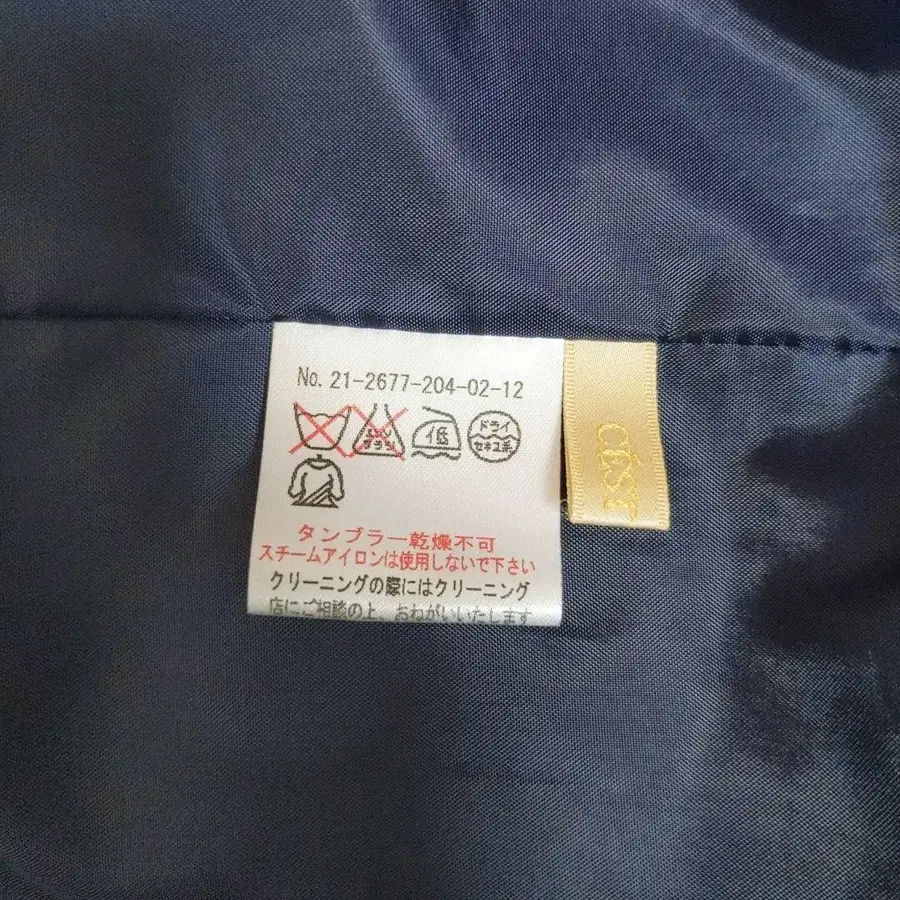 No. 21-2677-204-02-12
エンソ
サラシ
低
ドライ
セキユ系
タンブラー乾燥不可
スチームアイロンは使用しないで下さい
クリーニングの際にはクリーニング
店にご相談の上、おねがいいたします
CÉST